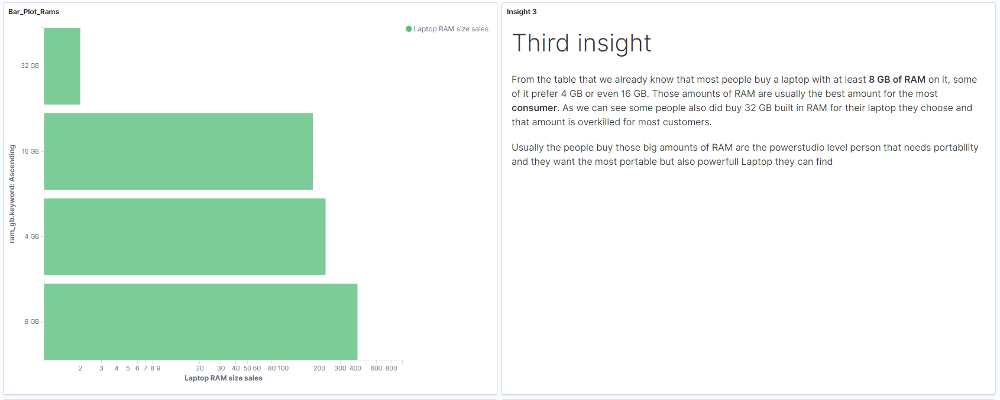 Bar_Plot_Rams
Laptop RAM size sales
32 GB
16 GB
4 GB
8 GB
ram_gb.keyword: Ascending
2 3 4 5 6 7 8 9 20 30 40 50 60 80 100 200 300 400 600 800
Laptop RAM size sales
Insight 3
Third insight
From the table that we already know that most people buy a laptop with at least 8 GB of RAM on it, some
of it prefer 4 GB or even 16 GB. Those amounts of RAM are usually the best amount for the most
consumer. As we can see some people also did buy 32 GB built in RAM for their laptop they choose and
that amount is overkilled for most customers.
Usually the people buy those big amounts of RAM are the powerstudio level person that needs portability
and they want the most portable but also powerfull Laptop they can find